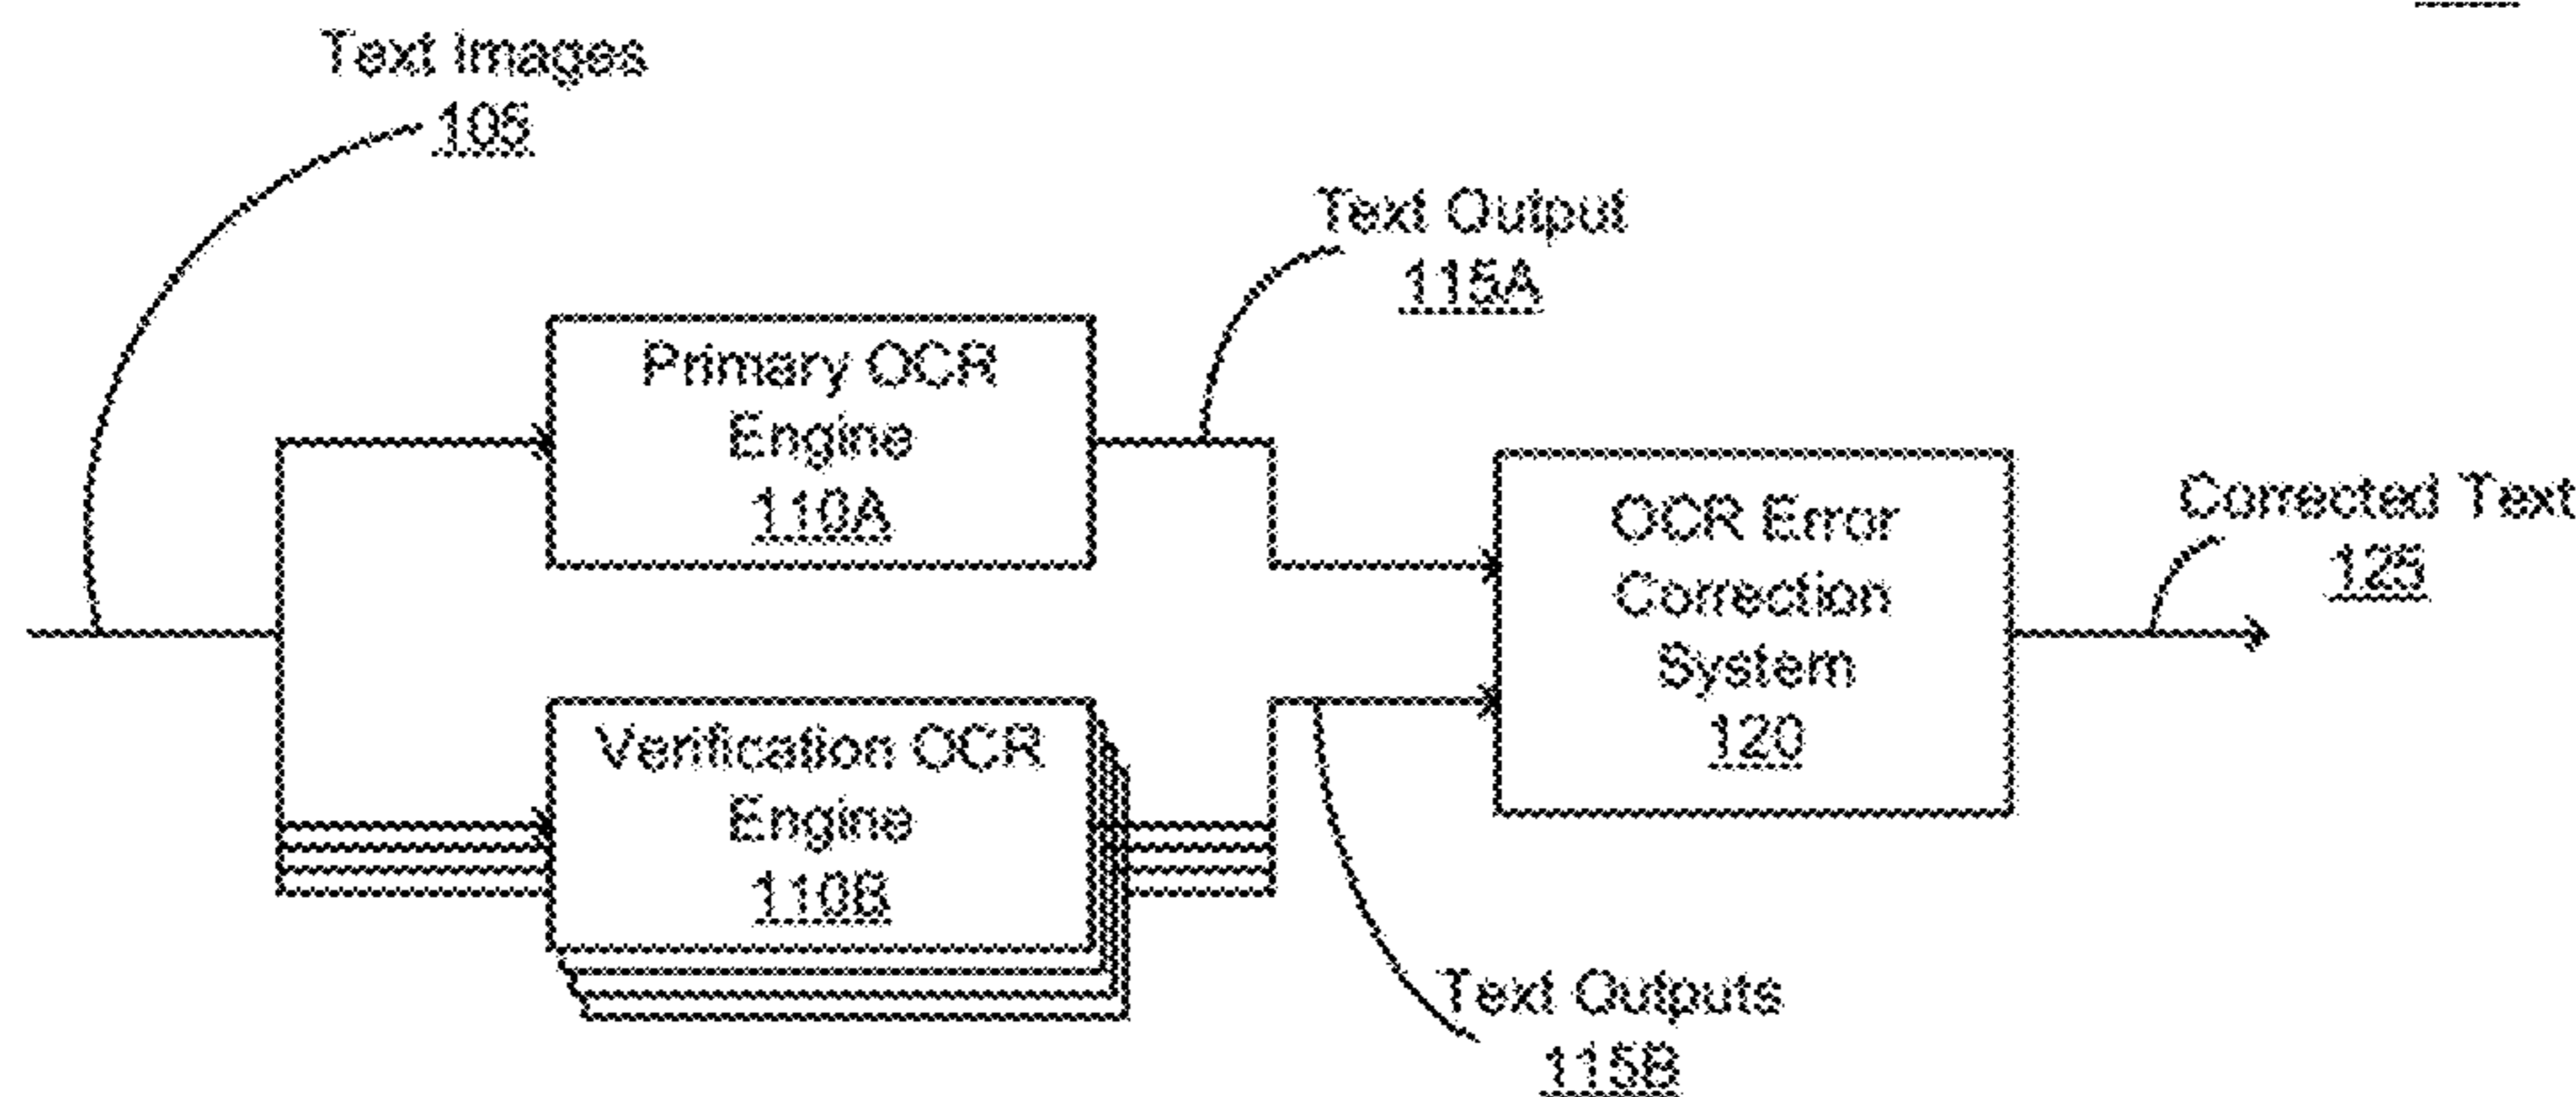 Text Images
105
Text Output
115A
Primary OCR
Engine
110A
OCR Error
Correction
System
120
Corrected Text
125
Verification OCR
Engine
110B
Text Outputs
115B